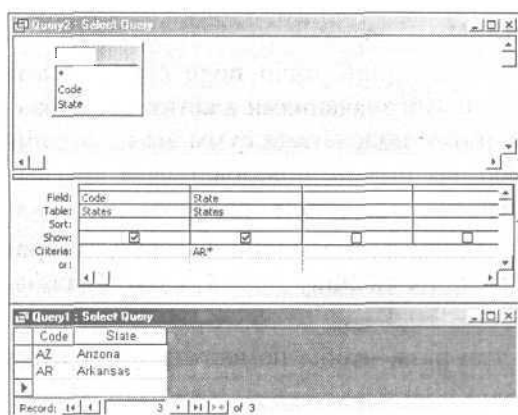 Query2 : Select Query
*
Code
State
Field: Code State
Table: States States
Sort:
Show:
Criteria: AR*
or:
Query1 : Select Query
Code State
AZ Arizona
AR Arkansas
Record: 3 of 3